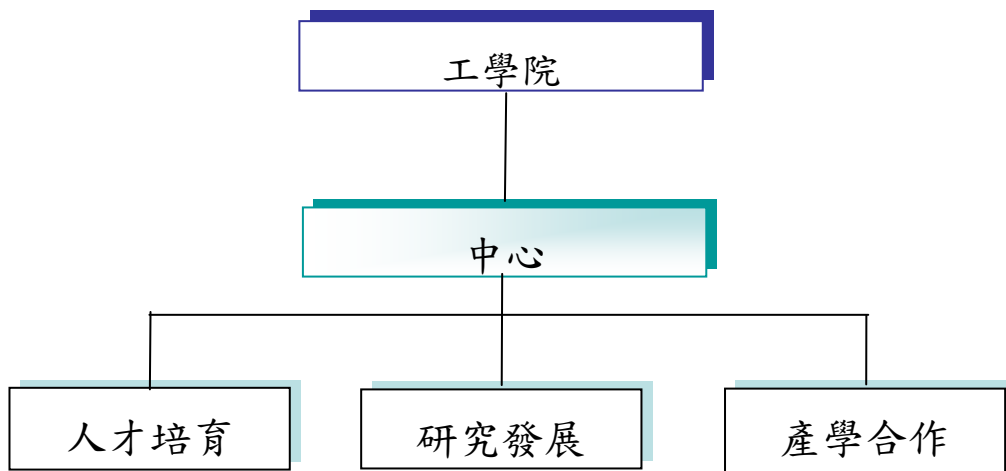 工學院
中心
人才培育
研究發展
產學合作